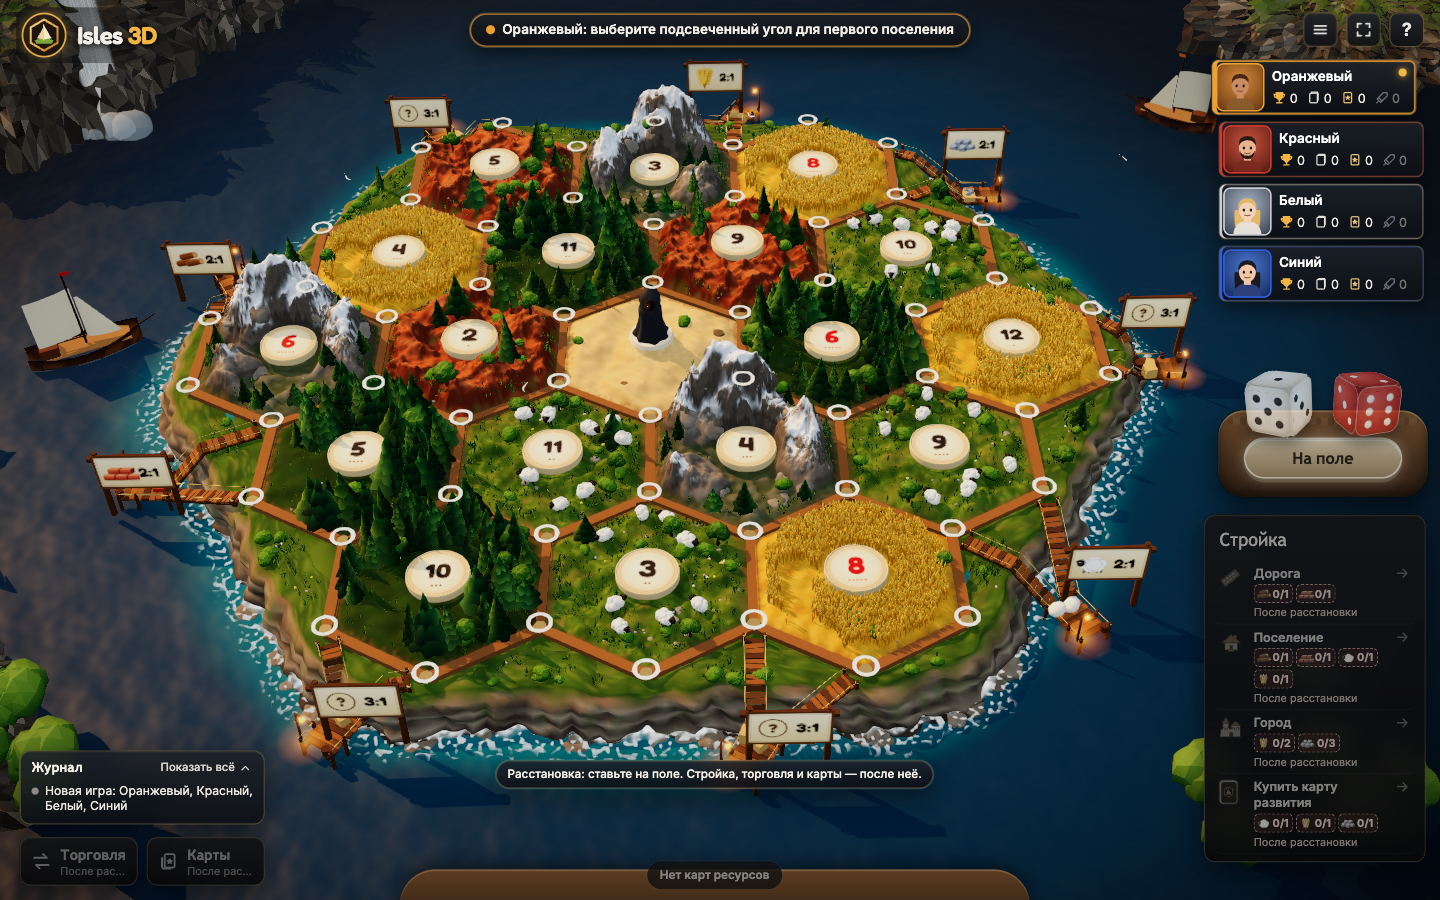 Isles 3D
Оранжевый: выберите подсвеченный угол для первого поселения
?
Оранжевый
0 0 0 0
Красный
0 0 0 0
Белый
0 0 0 0
Синий
0 0 0 0
2:1
? 3:1
2:1
5
3
8
4
11
9
10
2:1
? 3:1
6
2
6
12
5
11
4
9
2:1
10
3
8
2:1
? 3:1
? 3:1
На поле
Стройка
Дорога
0/1 0/1
После расстановки
Поселение
0/1 0/1 0/1
0/1
После расстановки
Город
0/2 0/3
После расстановки
Купить карту
развития
0/1 0/1 0/1
После расстановки
Расстановка: ставьте на поле. Стройка, торговля и карты — после неё.
Журнал
Показать всё
Новая игра: Оранжевый, Красный,
Белый, Синий
Торговля
После рас...
Карты
После рас...
Нет карт ресурсов